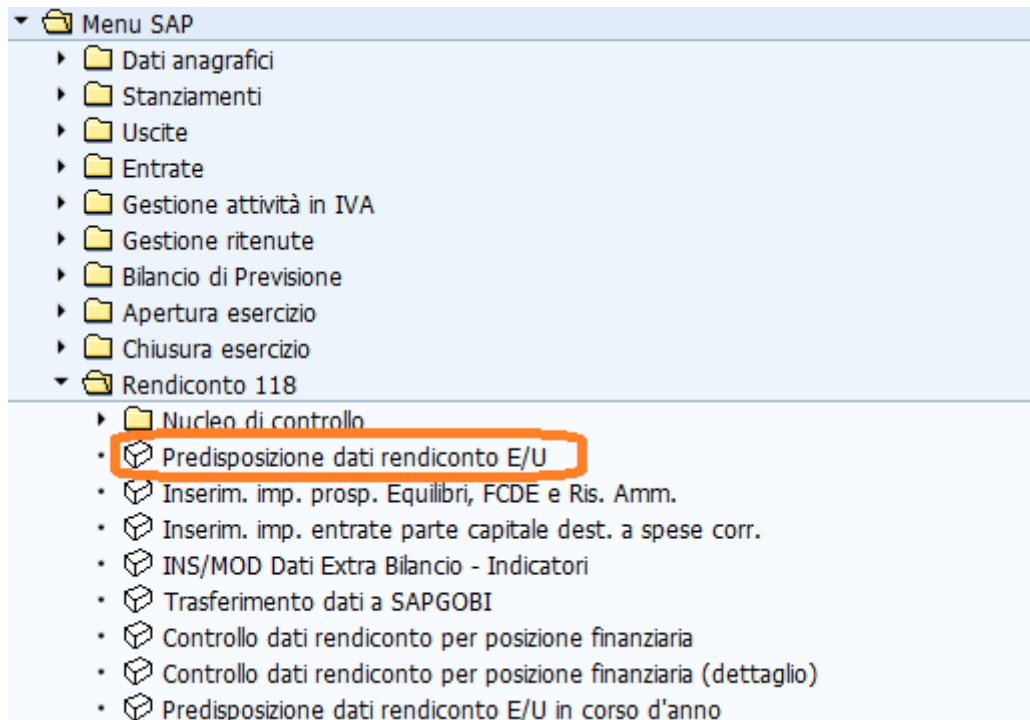 Menu SAP
Dati anagrafici
Stanziamenti
Uscite
Entrate
Gestione attività in IVA
Gestione ritenute
Bilancio di Previsione
Apertura esercizio
Chiusura esercizio
Rendiconto 118
Nucleo di controllo
Predisposizione dati rendiconto E/U
Inserim. imp. prosp. Equilibri, FCDE e Ris. Amm.
Inserim. imp. entrate parte capitale dest. a spese corr.
INS/MOD Dati Extra Bilancio - Indicatori
Trasferimento dati a SAPGOBI
Controllo dati rendiconto per posizione finanziaria
Controllo dati rendiconto per posizione finanziaria (dettaglio)
Predisposizione dati rendiconto E/U in corso d'anno